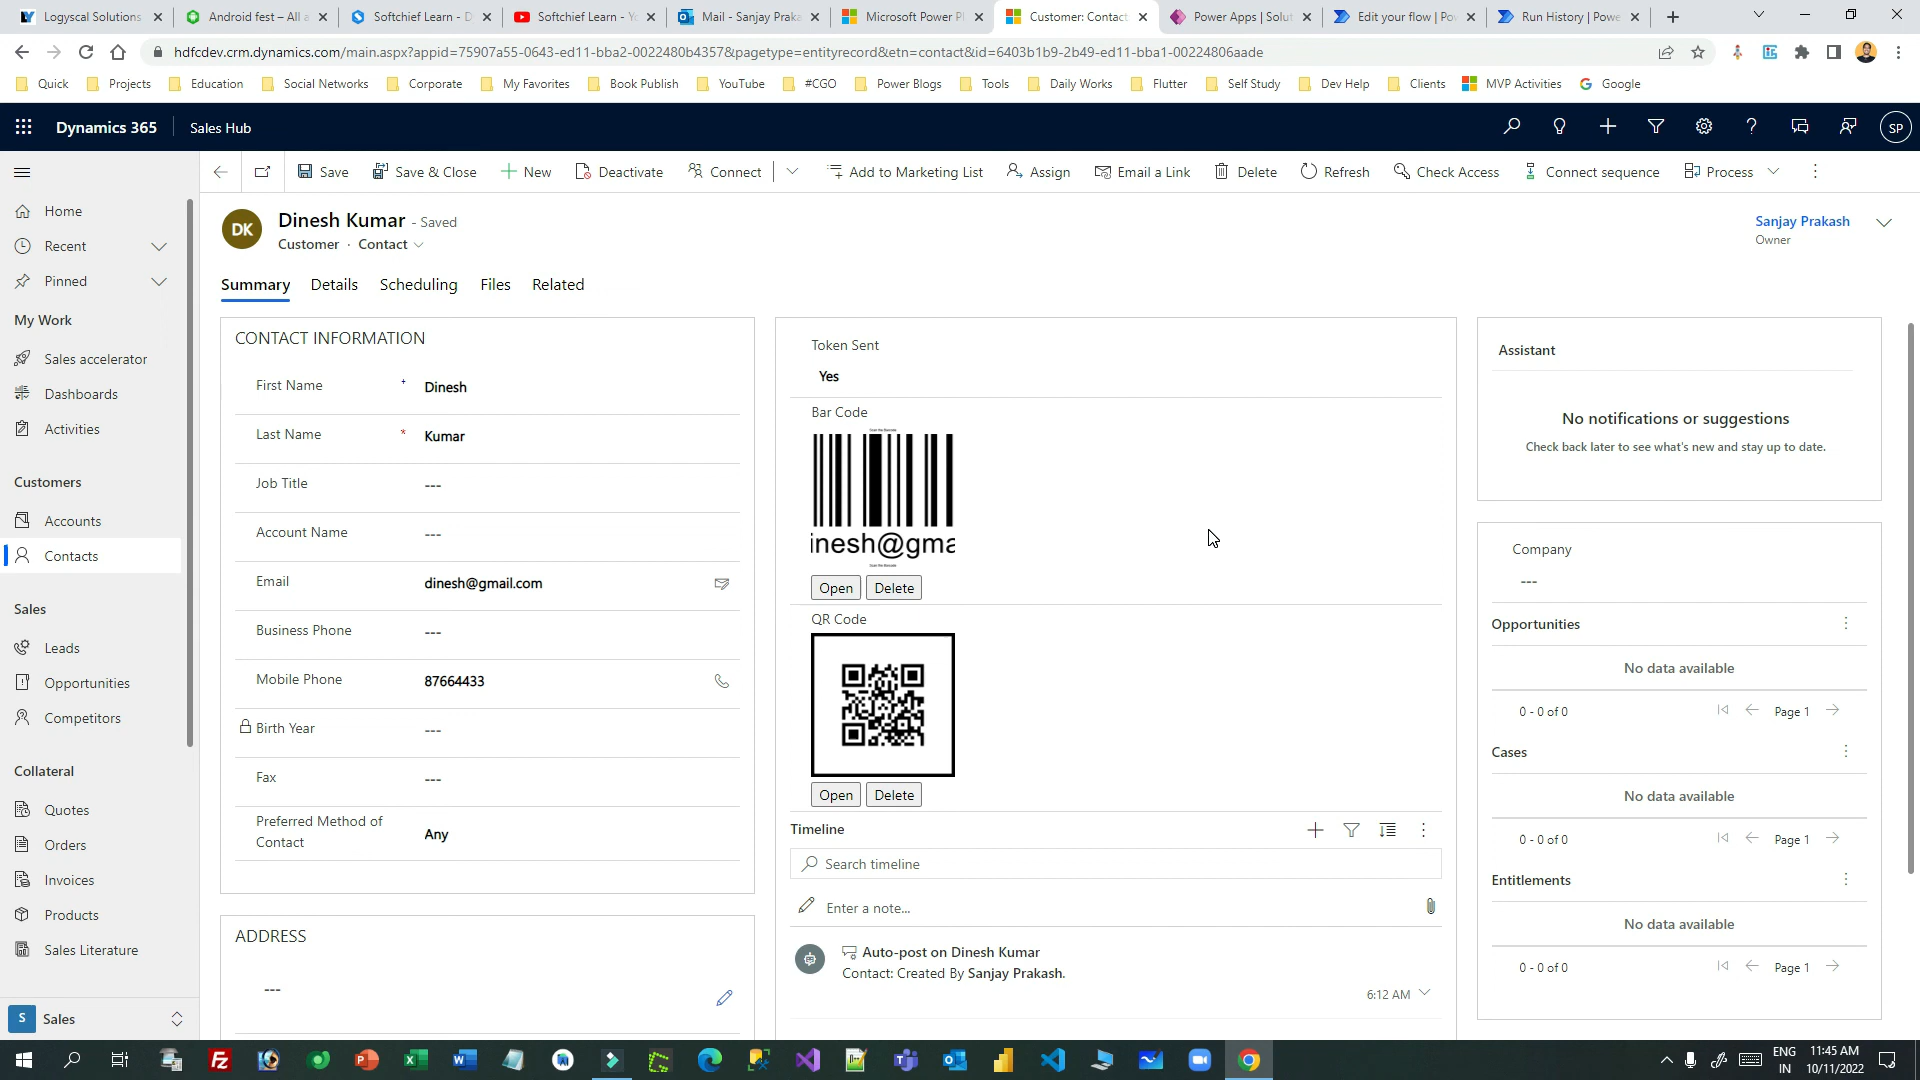 Logyscal Solutions
Android fest – All a
Softchief Learn - D
Softchief Learn - Yo
Mail - Sanjay Praka
Microsoft Power Pl
Customer: Contact:
Power Apps | Solut
Edit your flow | Po
Run History | Powe
hdfcdev.crm.dynamics.com/main.aspx?appid=75907a55-0643-ed11-bba2-0022480b4357&pagetype=entityrecord&etn=contact&id=6403b1b9-2b49-ed11-bba1-00224806aade
Quick
Projects
Education
Social Networks
Corporate
My Favorites
Book Publish
YouTube
#CGO
Power Blogs
Tools
Daily Works
Flutter
Self Study
Dev Help
Clients
MVP Activities
Google
Dynamics 365
Sales Hub
SP
Save
Save & Close
New
Deactivate
Connect
Add to Marketing List
Assign
Email a Link
Delete
Refresh
Check Access
Connect sequence
Process
Home
Recent
Pinned
My Work
Sales accelerator
Dashboards
Activities
Customers
Accounts
Contacts
Sales
Leads
Opportunities
Competitors
Collateral
Quotes
Orders
Invoices
Products
Sales Literature
S Sales
DK
Dinesh Kumar - Saved
Customer · Contact
Sanjay Prakash
Owner
Summary
Details
Scheduling
Files
Related
CONTACT INFORMATION
First Name + Dinesh
Last Name * Kumar
Job Title ---
Account Name ---
Email dinesh@gmail.com
Business Phone ---
Mobile Phone 87664433
Birth Year ---
Fax ---
Preferred Method of
Contact
Any
ADDRESS
---
Token Sent
Yes
Bar Code
Scan the Barcode
inesh@gma
Scan the Barcode
Open Delete
QR Code
Open Delete
Timeline
Search timeline
Enter a note...
Auto-post on Dinesh Kumar
Contact: Created By Sanjay Prakash.
6:12 AM
Assistant
No notifications or suggestions
Check back later to see what's new and stay up to date.
Company
---
Opportunities
No data available
0 - 0 of 0 Page 1
Cases
No data available
0 - 0 of 0 Page 1
Entitlements
No data available
0 - 0 of 0 Page 1
ENG
IN
11:45 AM
10/11/2022